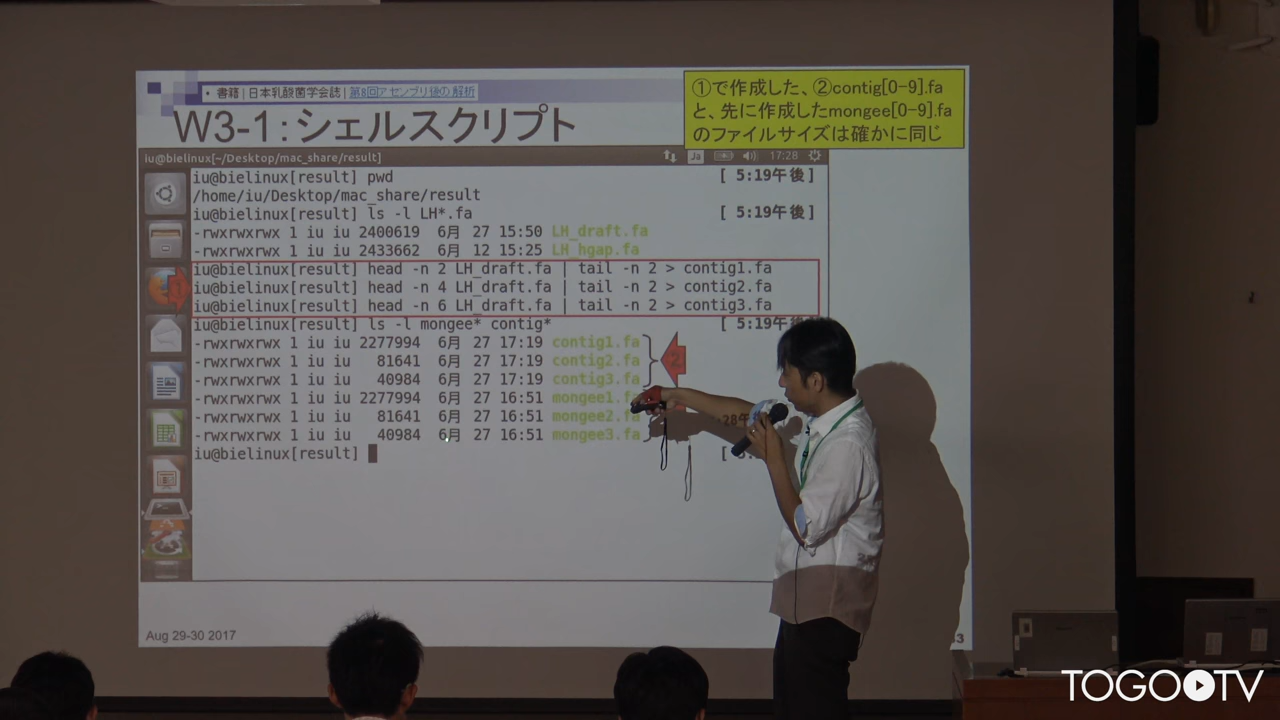 ・書籍 | 日本乳酸菌学会誌 | 第8回アセンブリ後の解析
W3-1：シェルスクリプト
①で作成した、②contig[0-9].fa
と、先に作成したmongee[0-9].fa
のファイルサイズは確かに同じ
iu@bielinux[~/Desktop/mac_share/result] Ja 17:28
iu@bielinux[result] pwd [ 5:19午後]
/home/iu/Desktop/mac_share/result
iu@bielinux[result] ls -l LH*.fa [ 5:19午後]
-rwxrwxrwx 1 iu iu 2400619 6月 27 15:50 LH_draft.fa
-rwxrwxrwx 1 iu iu 2433662 6月 12 15:25 LH_hgap.fa
iu@bielinux[result] head -n 2 LH_draft.fa | tail -n 2 > contig1.fa
iu@bielinux[result] head -n 4 LH_draft.fa | tail -n 2 > contig2.fa
iu@bielinux[result] head -n 6 LH_draft.fa | tail -n 2 > contig3.fa
iu@bielinux[result] ls -l mongee* contig* [ 5:19午後]
-rwxrwxrwx 1 iu iu 2277994 6月 27 17:19 contig1.fa
-rwxrwxrwx 1 iu iu 81641 6月 27 17:19 contig2.fa
-rwxrwxrwx 1 iu iu 40984 6月 27 17:19 contig3.fa
-rwxrwxrwx 1 iu iu 2277994 6月 27 16:51 mongee1.fa
-rwxrwxrwx 1 iu iu 81641 6月 27 16:51 mongee2.fa
-rwxrwxrwx 1 iu iu 40984 6月 27 16:51 mongee3.fa
iu@bielinux[result]
②
Aug 29-30 2017
TOGOTV